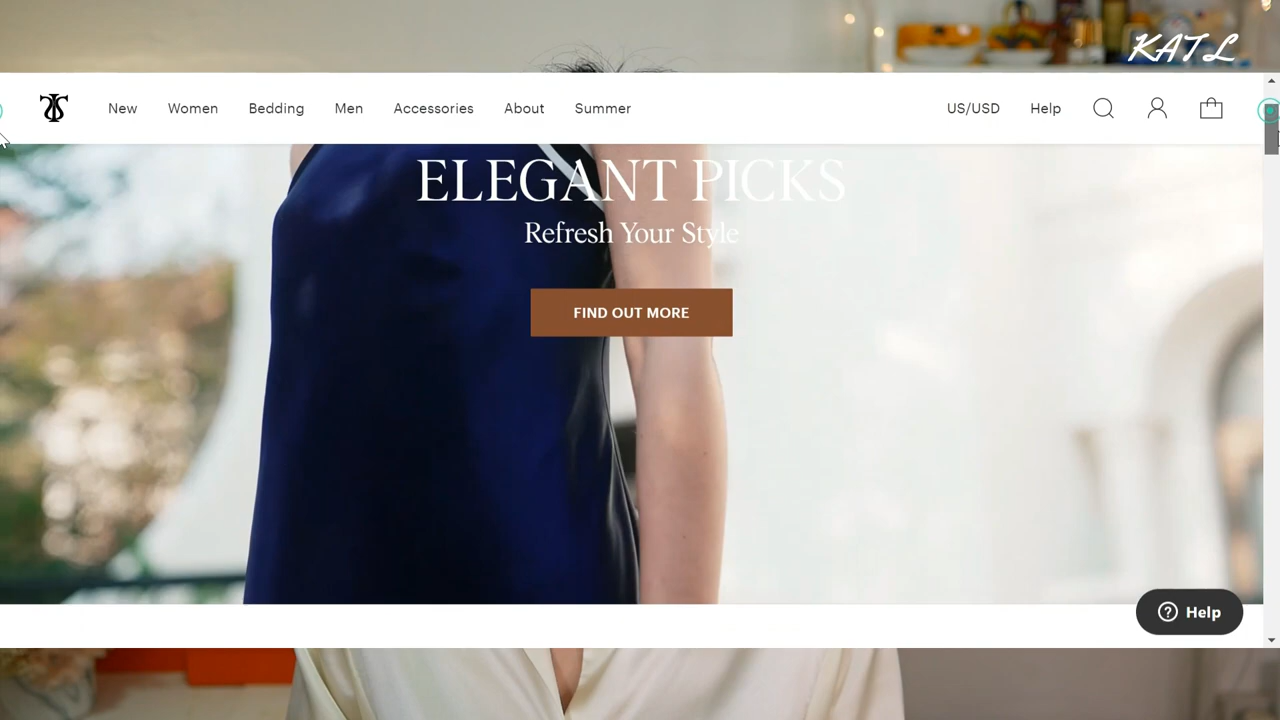 KATL
New Women Bedding Men Accessories About Summer US/USD Help
ELEGANT PICKS
Refresh Your Style
FIND OUT MORE
Help